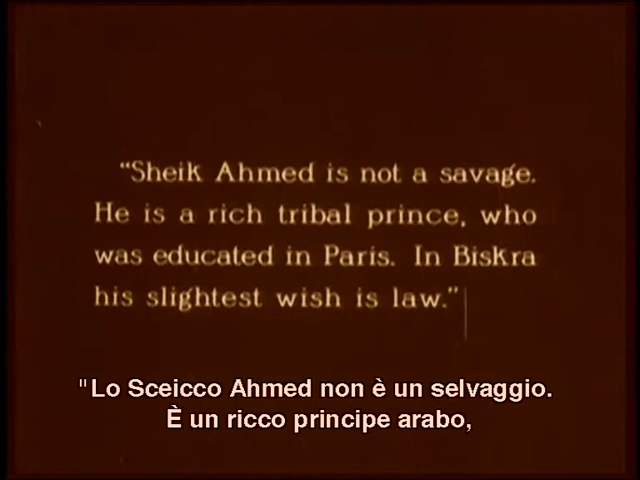 “Sheik Ahmed is not a savage.
He is a rich tribal prince, who
was educated in Paris. In Biskra
his slightest wish is law.”
"Lo Sceicco Ahmed non è un selvaggio.
È un ricco principe arabo,